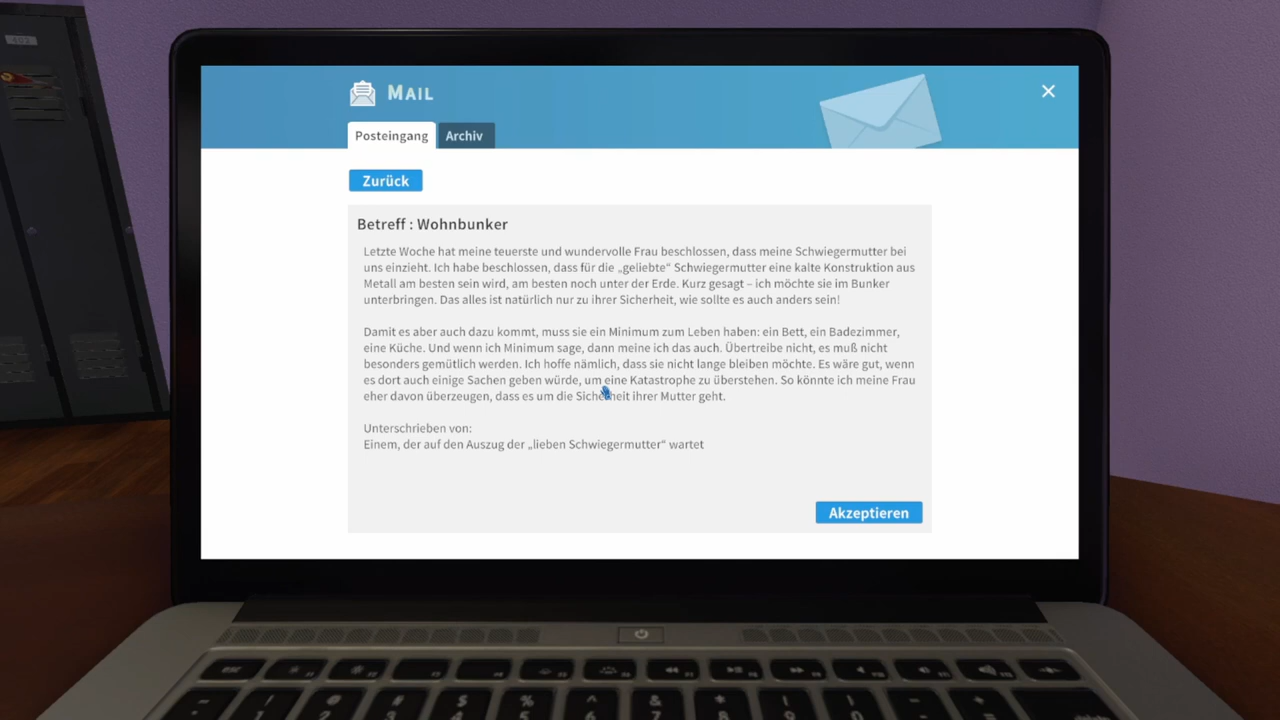 403
MAIL
Posteingang
Archiv
Zurück
Betreff : Wohnbunker
Letzte Woche hat meine teuerste und wundervolle Frau beschlossen, dass meine Schwiegermutter bei
uns einzieht. Ich habe beschlossen, dass für die „geliebte“ Schwiegermutter eine kalte Konstruktion aus
Metall am besten sein wird, am besten noch unter der Erde. Kurz gesagt – ich möchte sie im Bunker
unterbringen. Das alles ist natürlich nur zu ihrer Sicherheit, wie sollte es auch anders sein!
Damit es aber auch dazu kommt, muss sie ein Minimum zum Leben haben: ein Bett, ein Badezimmer,
eine Küche. Und wenn ich Minimum sage, dann meine ich das auch. Übertreibe nicht, es muß nicht
besonders gemütlich werden. Ich hoffe nämlich, dass sie nicht lange bleiben möchte. Es wäre gut, wenn
es dort auch einige Sachen geben würde, um eine Katastrophe zu überstehen. So könnte ich meine Frau
eher davon überzeugen, dass es um die Sicherheit ihrer Mutter geht.
Unterschrieben von:
Einem, der auf den Auszug der „lieben Schwiegermutter“ wartet
Akzeptieren